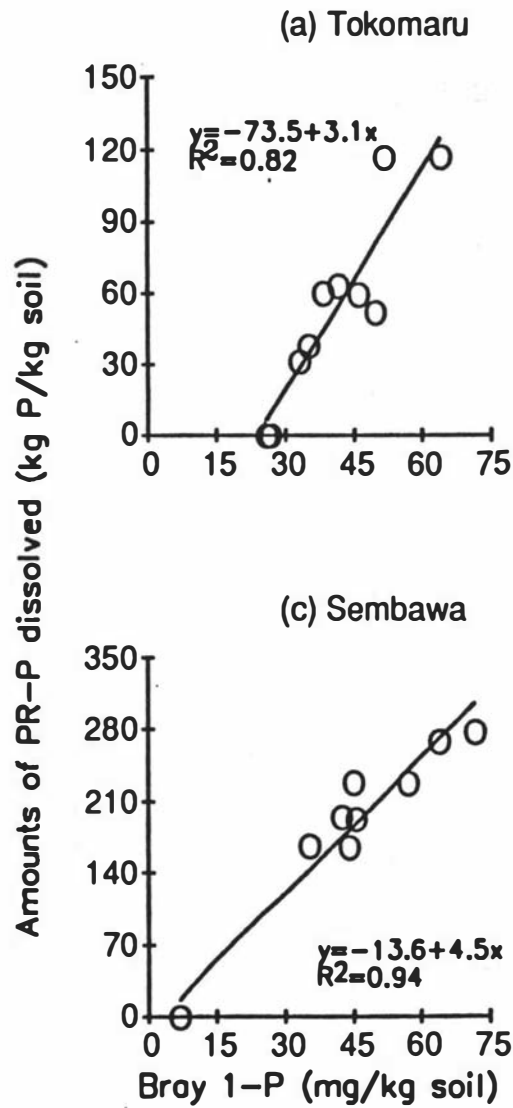 (a) Tokomaru
150
120
90
60
30
0
y=-73.5+3.1x
R²=0.82
0 15 30 45 60 75
Amounts of PR-P dissolved (kg P/kg soil)
(c) Sembawa
350
280
210
140
70
0
y=-13.6+4.5x
R²=0.94
0 15 30 45 60 75
Bray 1-P (mg/kg soil)